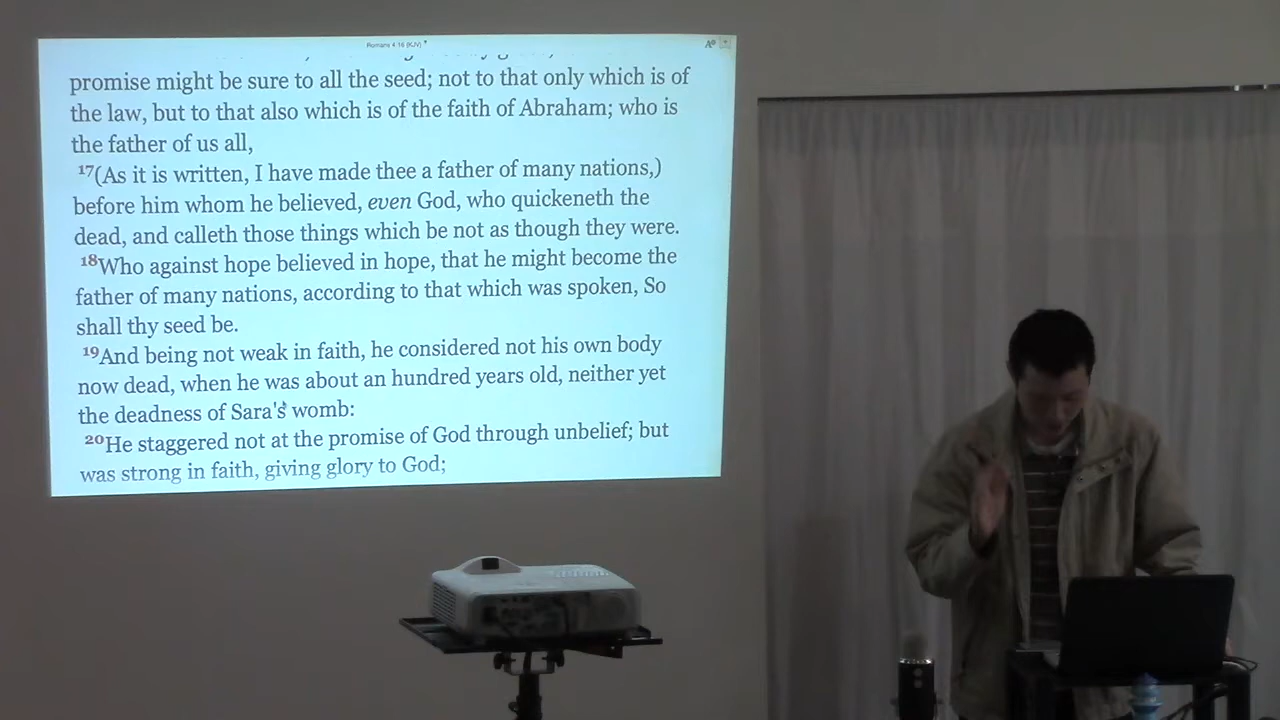 Romans 4:16 (KJV)
promise might be sure to all the seed; not to that only which is of
the law, but to that also which is of the faith of Abraham; who is
the father of us all,
17(As it is written, I have made thee a father of many nations,)
before him whom he believed, even God, who quickeneth the
dead, and calleth those things which be not as though they were.
18Who against hope believed in hope, that he might become the
father of many nations, according to that which was spoken, So
shall thy seed be.
19And being not weak in faith, he considered not his own body
now dead, when he was about an hundred years old, neither yet
the deadness of Sara's womb:
20He staggered not at the promise of God through unbelief; but
was strong in faith, giving glory to God;